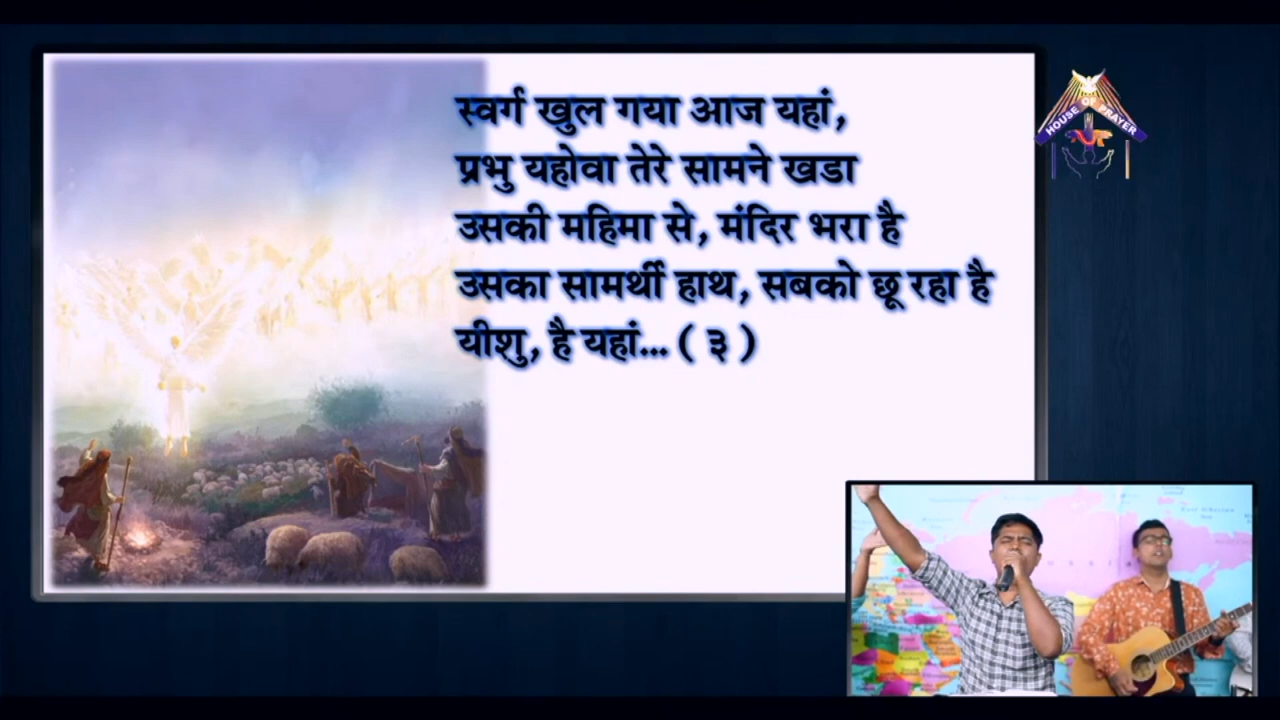 स्वर्ग खुल गया आज यहां,
प्रभु यहोवा तेरे सामने खडा
उसकी महिमा से, मंदिर भरा है
उसका सामर्थी हाथ, सबको छू रहा है
यीशु, है यहां... ( ३ )
HOUSE OF PRAYER